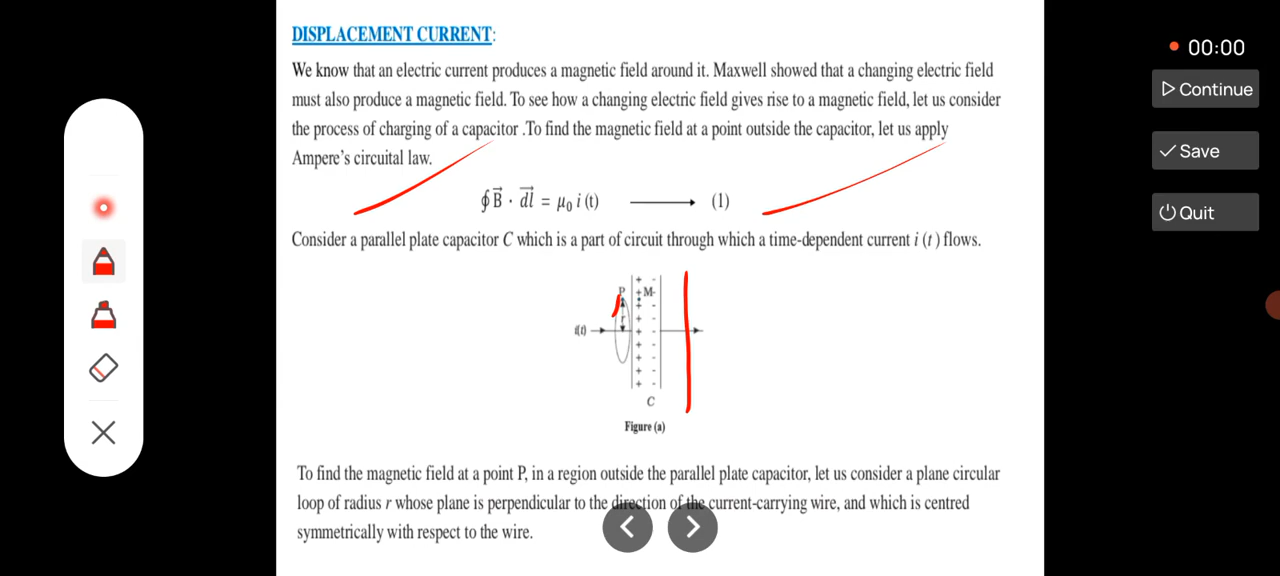 DISPLACEMENT CURRENT:
We know that an electric current produces a magnetic field around it. Maxwell showed that a changing electric field
must also produce a magnetic field. To see how a changing electric field gives rise to a magnetic field, let us consider
the process of charging of a capacitor .To find the magnetic field at a point outside the capacitor, let us apply
Ampere's circuital law.
∮B⃗ · dl⃗ = μ₀ i (t) ⟶ (1)
Consider a parallel plate capacitor C which is a part of circuit through which a time-dependent current i (t ) flows.
P
M
r
i(t)
C
Figure (a)
To find the magnetic field at a point P, in a region outside the parallel plate capacitor, let us consider a plane circular
loop of radius r whose plane is perpendicular to the direction of the current-carrying wire, and which is centred
symmetrically with respect to the wire.
00:00
Continue
Save
Quit